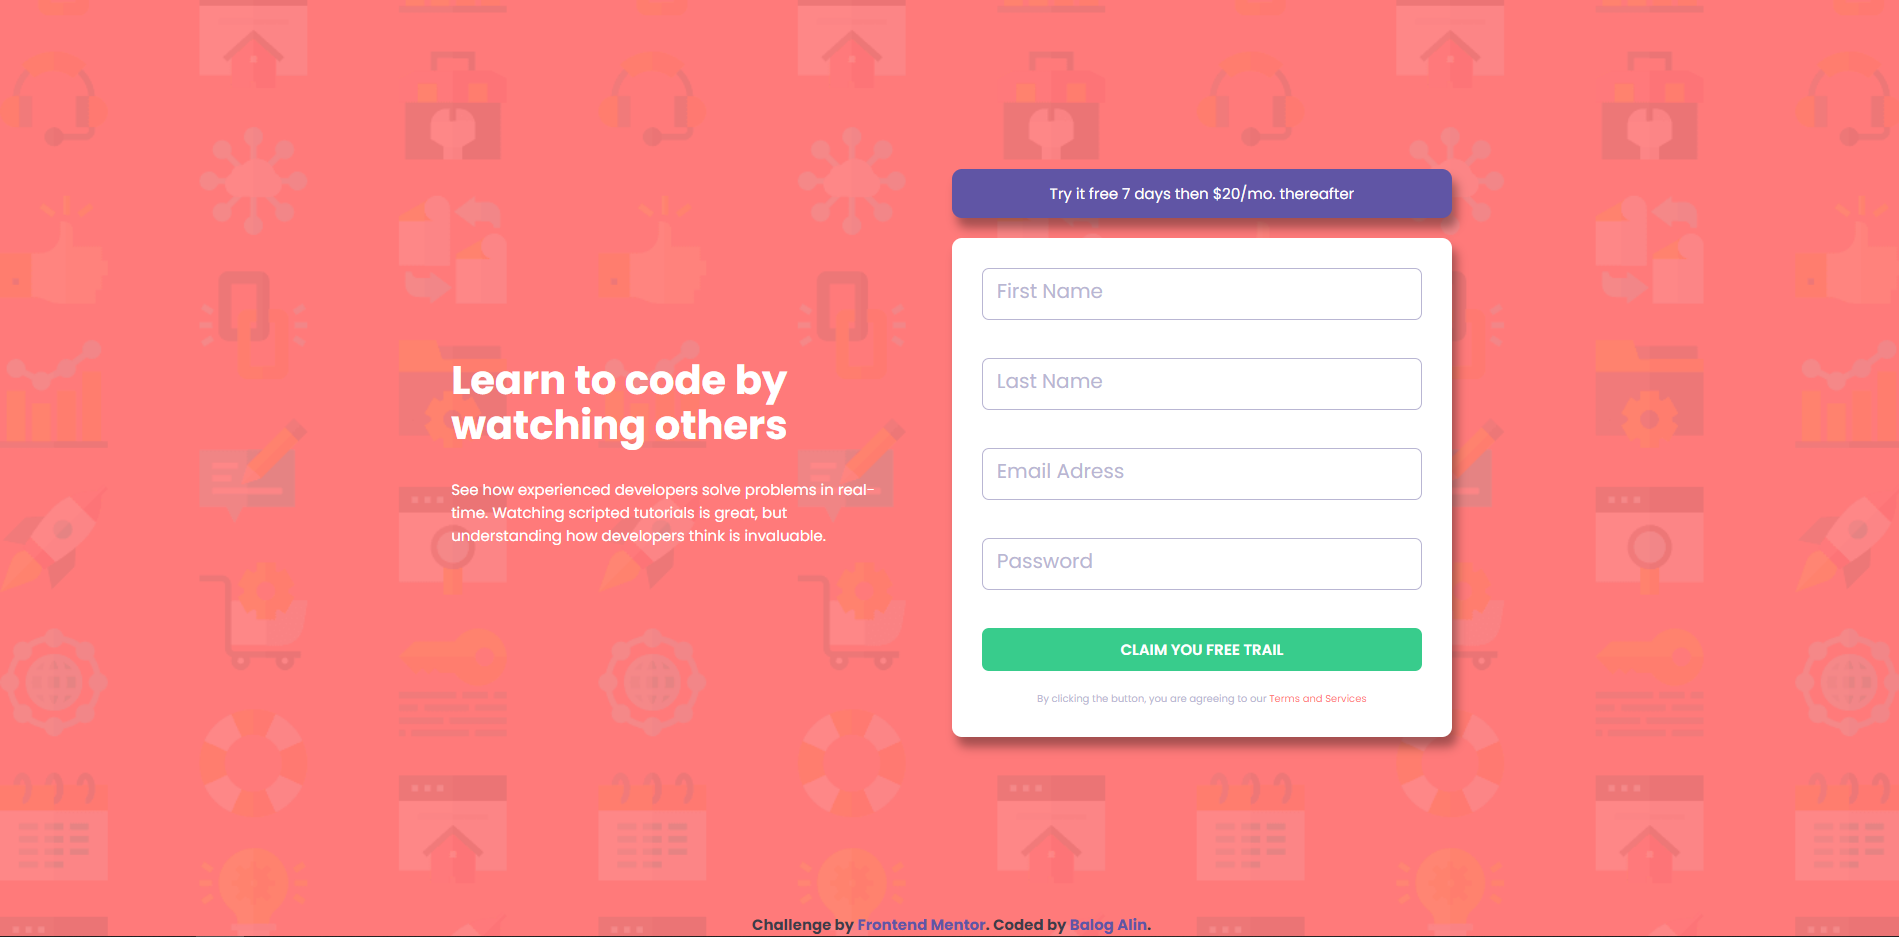 Learn to code by
watching others
See how experienced developers solve problems in real-
time. Watching scripted tutorials is great, but
understanding how developers think is invaluable.
Try it free 7 days then $20/mo. thereafter
First Name
Last Name
Email Adress
Password
CLAIM YOU FREE TRAIL
By clicking the button, you are agreeing to our Terms and Services
Challenge by Frontend Mentor. Coded by Balog Alin.